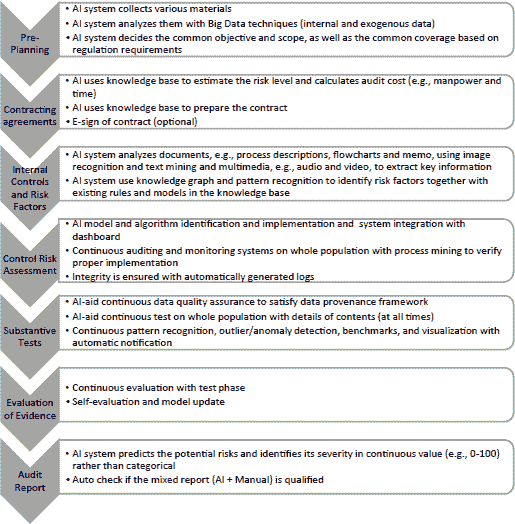 Pre-
Planning
• AI system collects various materials
• AI system analyzes them with Big Data techniques (internal and exogenous data)
• AI system decides the common objective and scope, as well as the common coverage based on
regulation requirements
Contracting
agreements
• AI uses knowledge base to estimate the risk level and calculates audit cost (e.g., manpower and
time)
• AI uses knowledge base to prepare the contract
• E-sign of contract (optional)
Internal
Controls
and Risk
Factors
• AI system analyzes documents, e.g., process descriptions, flowcharts and memo, using image
recognition and text mining and multimedia, e.g., audio and video, to extract key information
• AI system use knowledge graph and pattern recognition to identify risk factors together with
existing rules and models in the knowledge base
Control Risk
Assessment
• AI model and algorithm identification and implementation and system integration with
dashboard
• Continuous auditing and monitoring systems on whole population with process mining to verify
proper implementation
• Integrity is ensured with automatically generated logs
Substantive
Tests
• AI-aid continuous data quality assurance to satisfy data provenance framework
• AI-aid continuous test on whole population with details of contents (at all times)
• Continuous pattern recognition, outlier/anomaly detection, benchmarks, and visualization with
automatic notification
Evaluation
of Evidence
• Continuous evaluation with test phase
• Self-evaluation and model update
Audit
Report
• AI system predicts the potential risks and identifies its severity in continuous value (e.g., 0-100)
rather than categorical
• Auto check if the mixed report (AI + Manual) is qualified